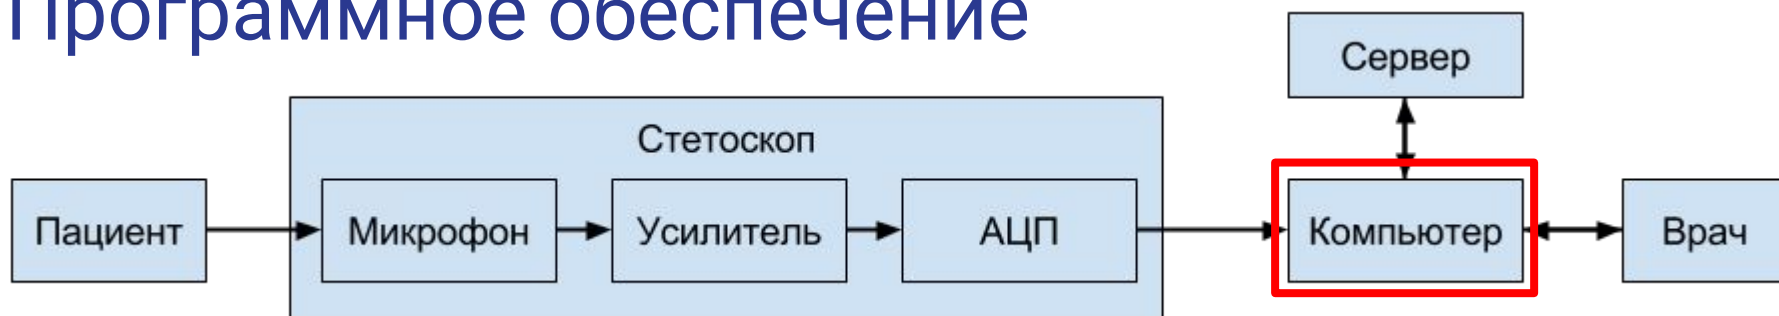 Программное обеспечение
Сервер
Стетоскоп
Пациент
Микрофон
Усилитель
АЦП
Компьютер
Врач